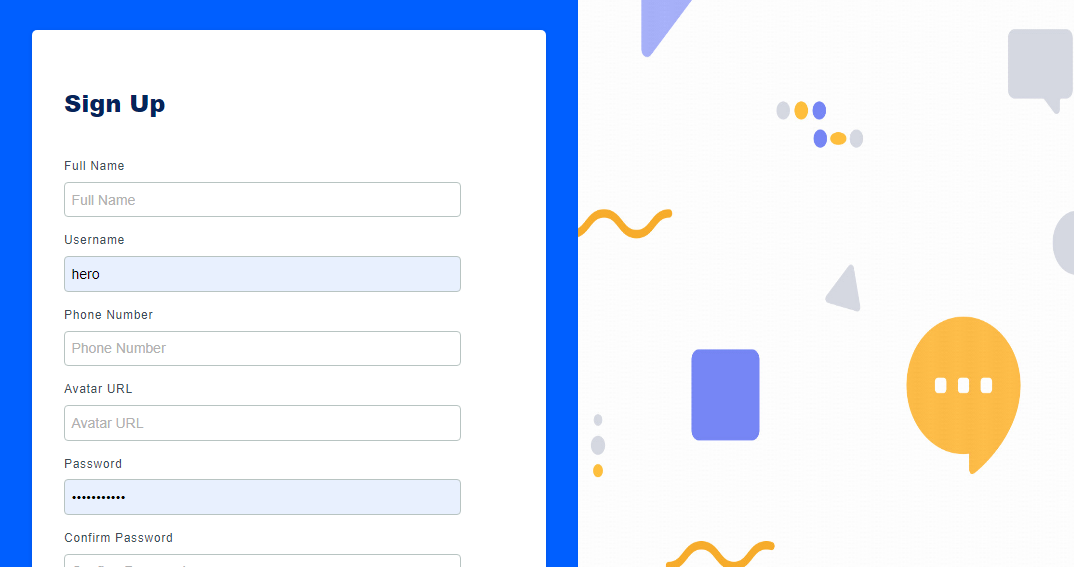 Sign Up
Full Name
Full Name
Username
hero
Phone Number
Phone Number
Avatar URL
Avatar URL
Password
•••••••••••
Confirm Password